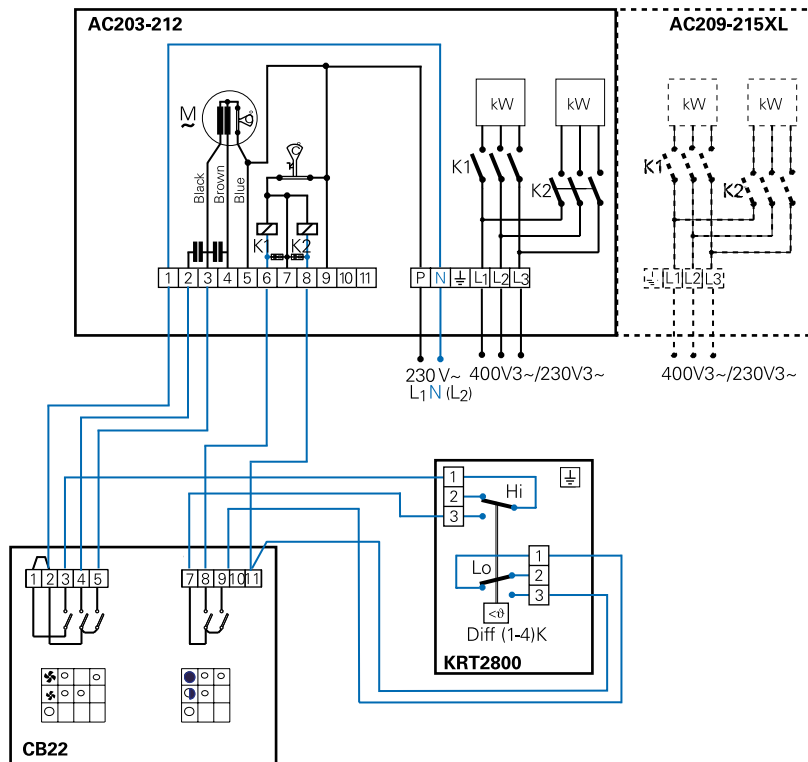 AC203-212
AC209-215XL
M
~
kW
kW
kW
kW
Black
Brown
Blue
K1
K2
K1
K2
K1
K2
1 2 3 4 5 6 7 8 9 10 11
P N L1 L2 L3
L1 L2 L3
230 V~
L1 N (L2)
400V3~/230V3~
400V3~/230V3~
1
2
3
Hi
Lo
1
2
3
<ϑ
Diff (1-4)K
KRT2800
1 2 3 4 5
7 8 9 10 11
CB22